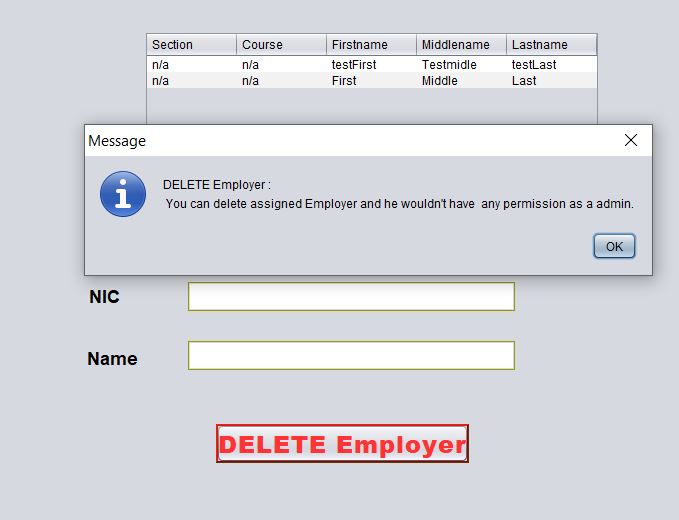 Section Course Firstname Middlename Lastname
n/a n/a testFirst Testmidle testLast
n/a n/a First Middle Last
Message
DELETE Employer :
You can delete assigned Employer and he wouldn't have  any permission as a admin.
OK
NIC
Name
DELETE Employer